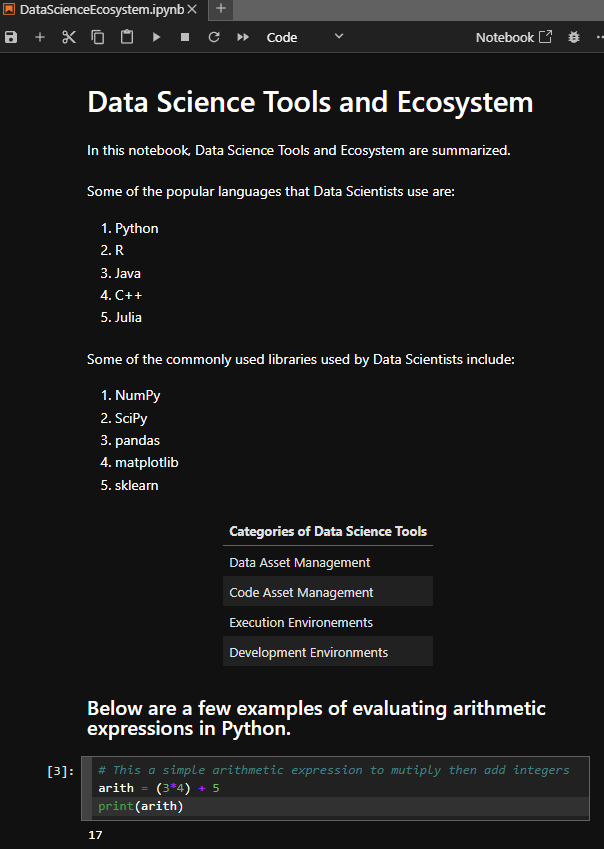 DataScienceEcosystem.ipynb
Code
Notebook
Data Science Tools and Ecosystem
In this notebook, Data Science Tools and Ecosystem are summarized.
Some of the popular languages that Data Scientists use are:
1. Python
2. R
3. Java
4. C++
5. Julia
Some of the commonly used libraries used by Data Scientists include:
1. NumPy
2. SciPy
3. pandas
4. matplotlib
5. sklearn
Categories of Data Science Tools
Data Asset Management
Code Asset Management
Execution Environements
Development Environments
Below are a few examples of evaluating arithmetic
expressions in Python.
[3]: # This a simple arithmetic expression to mutiply then add integers
arith = (3*4) + 5
print(arith)
17